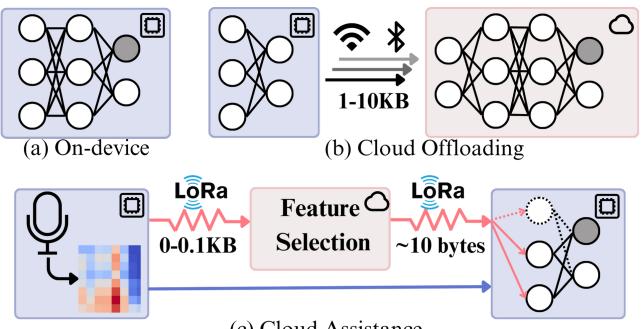 (a) On-device
1-10KB
(b) Cloud Offloading
LoRa
0-0.1KB
Feature
Selection
LoRa
~10 bytes
(c) Cloud Assistance